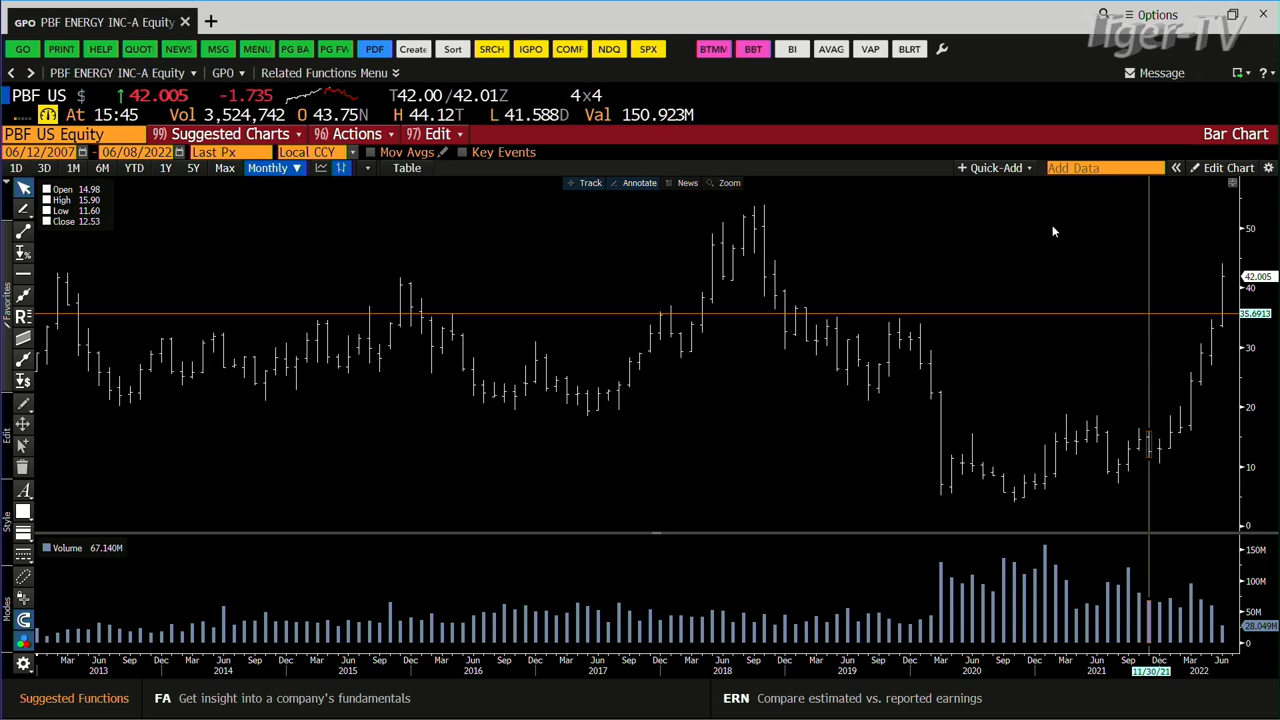 GPO PBF ENERGY INC-A Equity
Options
Tiger-TV
GO PRINT HELP QUOT NEWS MSG MENU PG BA PG FW PDF Create Sort SRCH IGPO COMF NDQ SPX BTMM BBT BI AVAG VAP BLRT
PBF ENERGY INC-A Equity GPO Related Functions Menu Message ?
PBF US $ ↑ 42.005 -1.735 T42.00/42.01Z 4x4
At 15:45 Vol 3,524,742 O 43.75N H 44.12T L 41.588D Val 150.923M
PBF US Equity 99) Suggested Charts 96) Actions 97) Edit Bar Chart
06/12/2007 - 06/08/2022 Last Px Local CCY Mov Avgs Key Events
1D 3D 1M 6M YTD 1Y 5Y Max Monthly ▼ Table + Quick-Add Add Data « Edit Chart
Track Annotate News Zoom
Open 14.98
High 15.90
Low 11.60
Close 12.53
50
42.005
40
35.6913
30
20
10
0
Favorites
Edit
Style
Modes
Volume 67.140M
150M
100M
50M
28.049M
0
Mar Jun Sep Dec Mar Jun Sep Dec Mar Jun Sep Dec Mar Jun Sep Dec Mar Jun Sep Dec Mar Jun Sep Dec Mar Jun Sep Dec Mar Jun Sep Dec Mar Jun Sep Dec Mar Jun
2013 2014 2015 2016 2017 2018 2019 2020 2021 11/30/21 2022
Suggested Functions FA Get insight into a company's fundamentals ERN Compare estimated vs. reported earnings